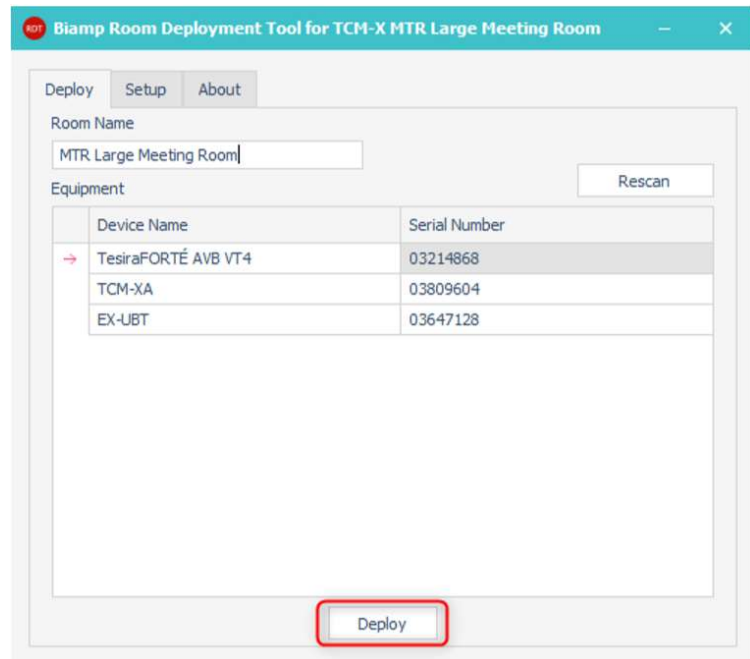 RDT Biamp Room Deployment Tool for TCM-X MTR Large Meeting Room
Deploy Setup About
Room Name
MTR Large Meeting Room
Rescan
Equipment
Device Name Serial Number
TesiraFORTÉ AVB VT4 03214868
TCM-XA 03809604
EX-UBT 03647128
Deploy